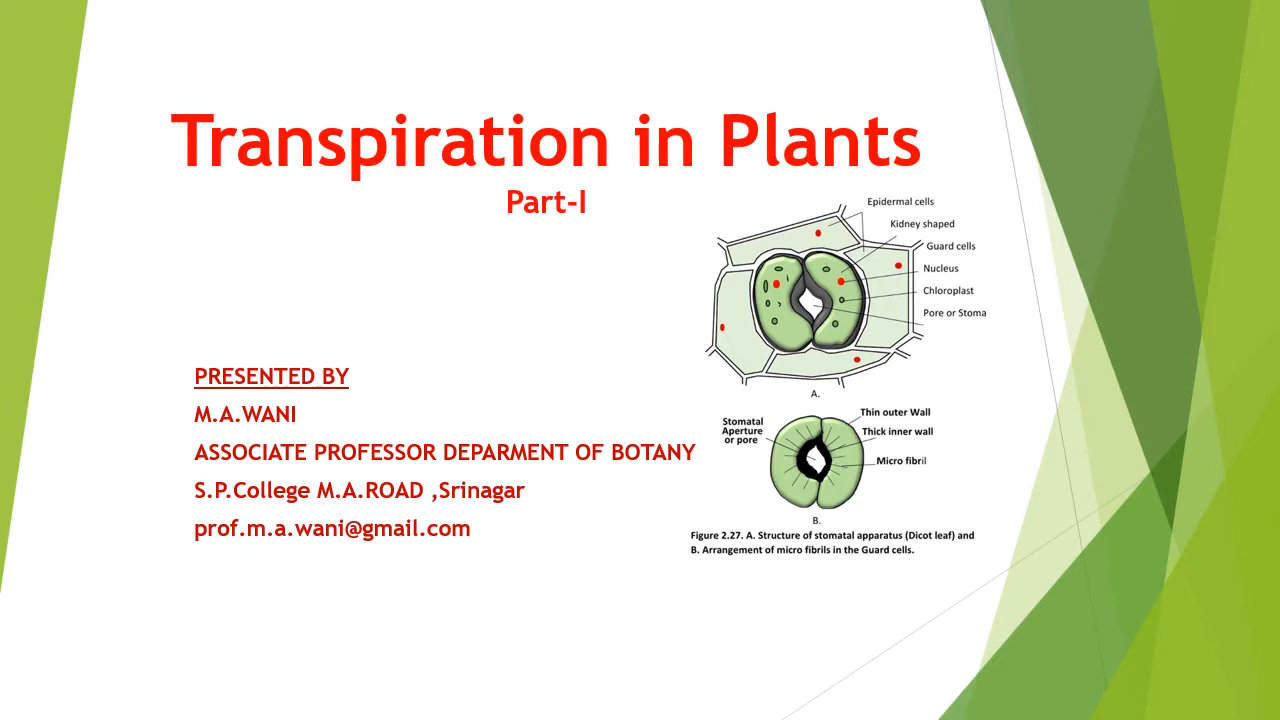 Transpiration in Plants
Part-I
Epidermal cells
Kidney shaped
Guard cells
Nucleus
Chloroplast
Pore or Stoma
A.
PRESENTED BY
M.A.WANI
ASSOCIATE PROFESSOR DEPARMENT OF BOTANY
S.P.College M.A.ROAD ,Srinagar
prof.m.a.wani@gmail.com
Stomatal
Aperture
or pore
Thin outer Wall
Thick inner wall
Micro fibril
B.
Figure 2.27. A. Structure of stomatal apparatus (Dicot leaf) and
B. Arrangement of micro fibrils in the Guard cells.